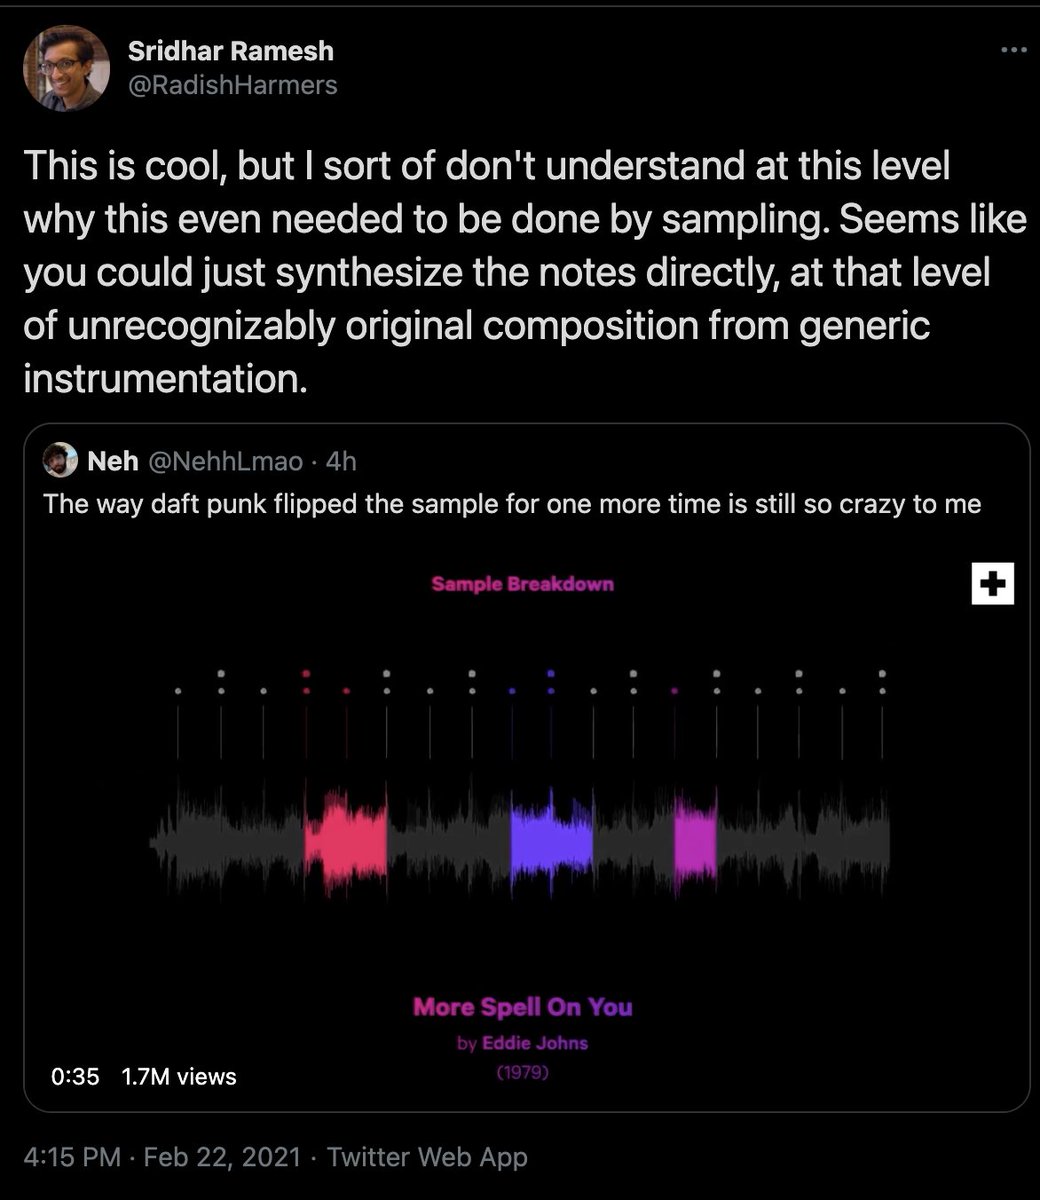 Sridhar Ramesh
@RadishHarmers
This is cool, but I sort of don't understand at this level
why this even needed to be done by sampling. Seems like
you could just synthesize the notes directly, at that level
of unrecognizably original composition from generic
instrumentation.
Neh @NehhLmao · 4h
The way daft punk flipped the sample for one more time is still so crazy to me
Sample Breakdown
More Spell On You
by Eddie Johns
(1979)
0:35 1.7M views
4:15 PM · Feb 22, 2021 · Twitter Web App